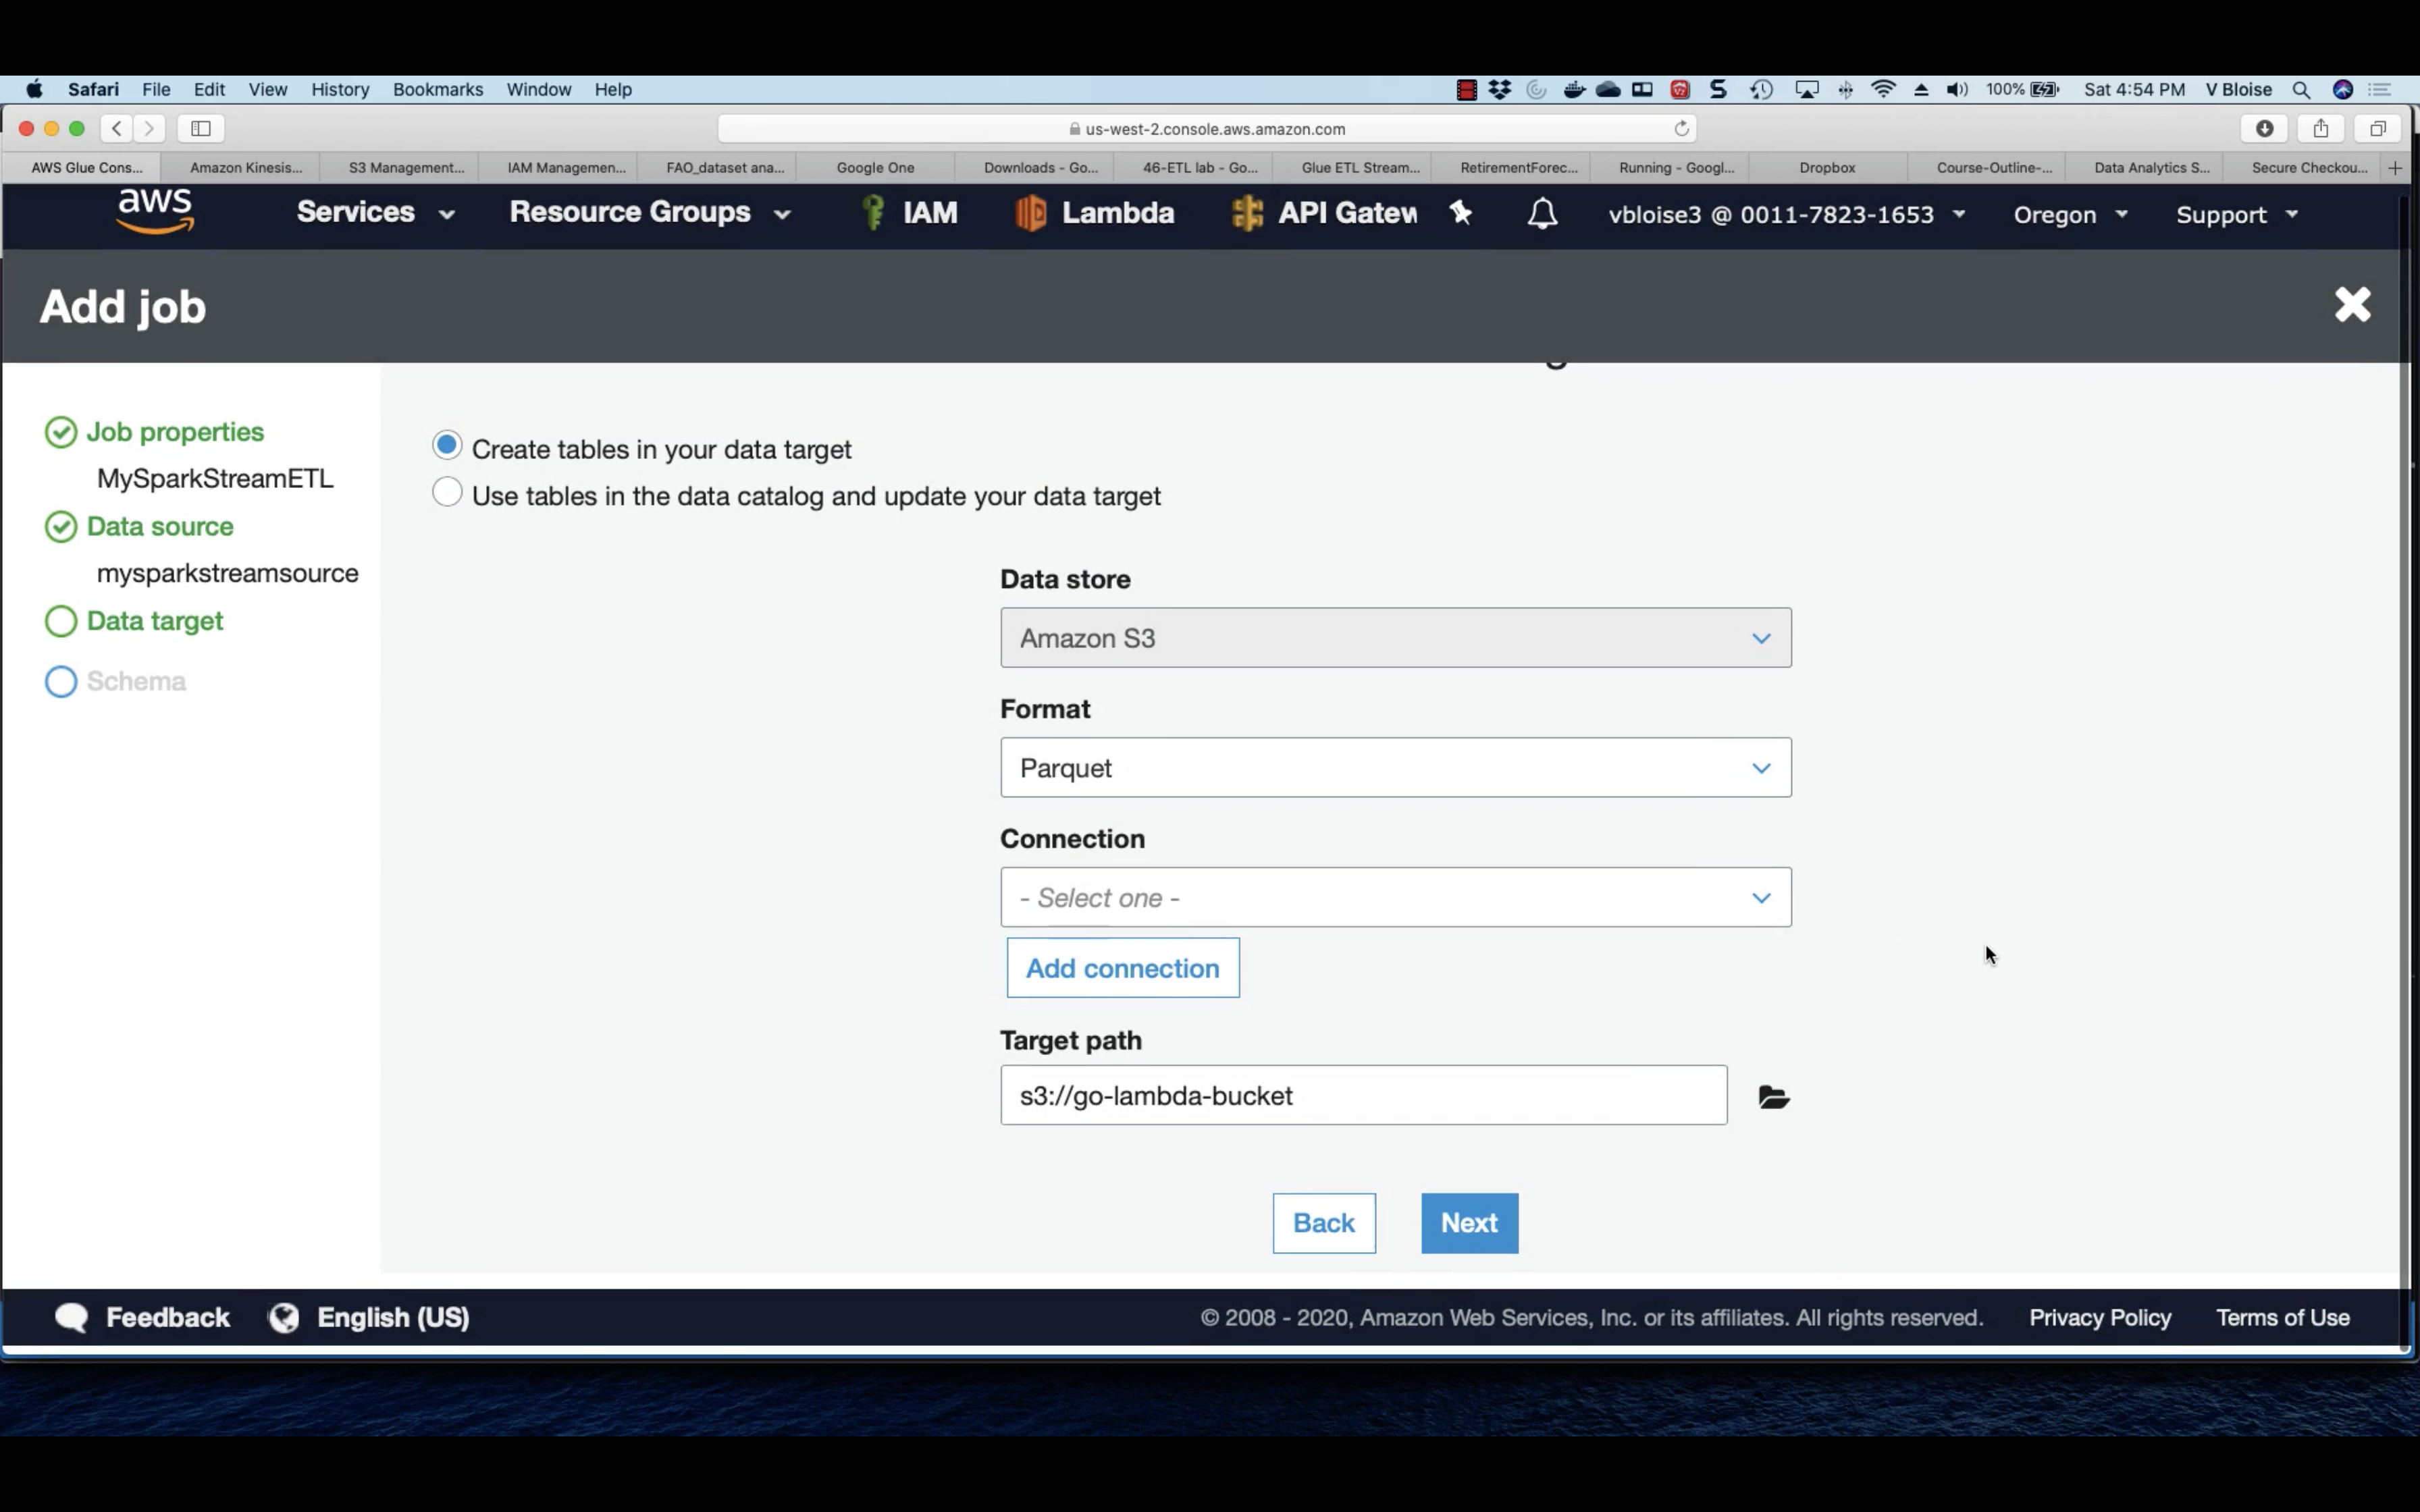 Safari File Edit View History Bookmarks Window Help 100% Sat 4:54 PM V Bloise
us-west-2.console.aws.amazon.com
AWS Glue Cons... Amazon Kinesis... S3 Management... IAM Managemen... FAO_dataset ana... Google One Downloads - Go... 46-ETL lab - Go... Glue ETL Stream... RetirementForec... Running - Googl... Dropbox Course-Outline-... Data Analytics S... Secure Checkou...
aws Services Resource Groups IAM Lambda API Gatew vbloise3 @ 0011-7823-1653 Oregon Support
Add job
Job properties
MySparkStreamETL
Data source
mysparkstreamsource
Data target
Schema
Create tables in your data target
Use tables in the data catalog and update your data target
Data store
Amazon S3
Format
Parquet
Connection
- Select one -
Add connection
Target path
s3://go-lambda-bucket
Back Next
Feedback English (US) © 2008 - 2020, Amazon Web Services, Inc. or its affiliates. All rights reserved. Privacy Policy Terms of Use